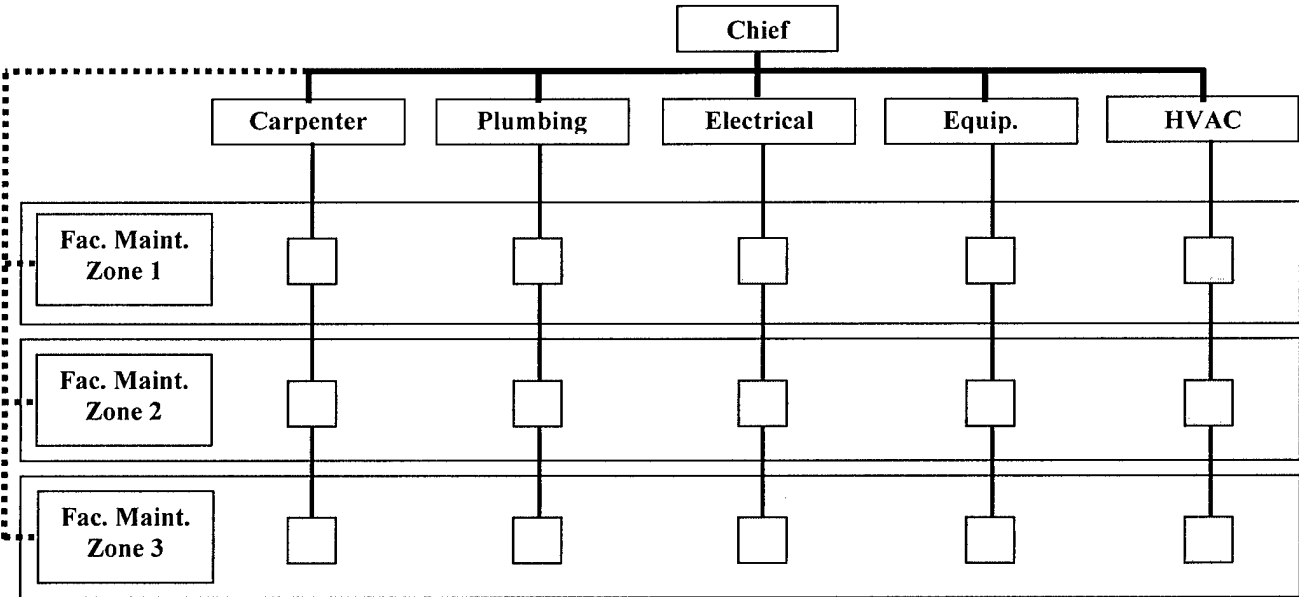 Chief
Carpenter
Plumbing
Electrical
Equip.
HVAC
Fac. Maint.
Zone 1
Fac. Maint.
Zone 2
Fac. Maint.
Zone 3